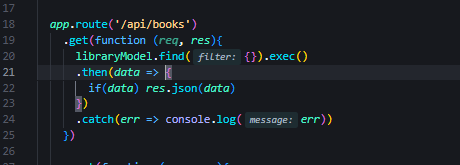 17
18 app.route('/api/books')
19 .get(function (req, res){
20 libraryModel.find( filter: {}).exec()
21 .then(data => {
22 if(data) res.json(data)
23 })
24 .catch(err => console.log( message: err))
25 })
26